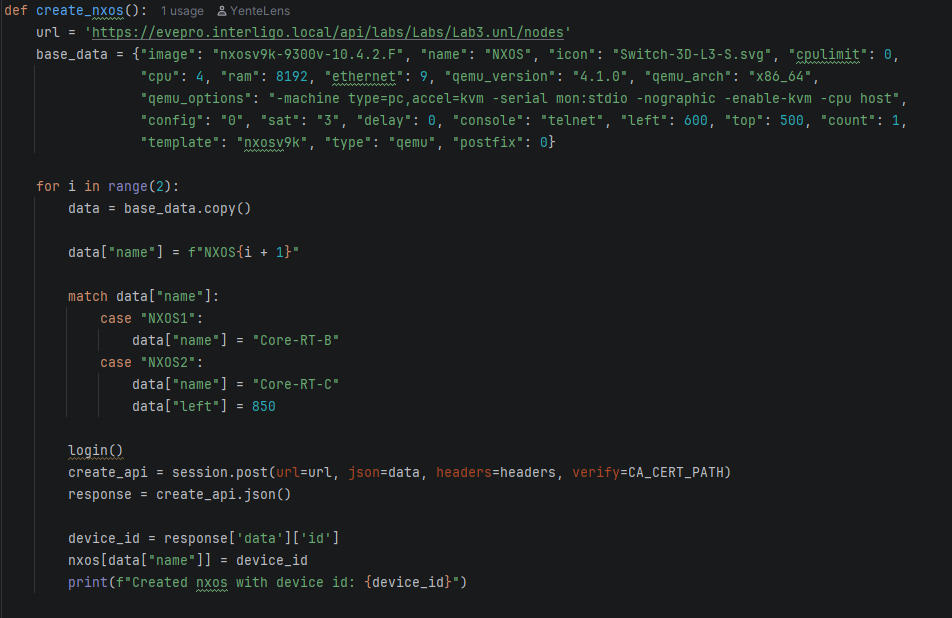 def create_nxos():  1 usage  YenteLens
    url = 'https://evepro.interligo.local/api/labs/Labs/Lab3.unl/nodes'
    base_data = {"image": "nxosv9k-9300v-10.4.2.F", "name": "NXOS", "icon": "Switch-3D-L3-S.svg", "cpulimit": 0,
                 "cpu": 4, "ram": 8192, "ethernet": 9, "qemu_version": "4.1.0", "qemu_arch": "x86_64",
                 "qemu_options": "-machine type=pc,accel=kvm -serial mon:stdio -nographic -enable-kvm -cpu host",
                 "config": "0", "sat": "3", "delay": 0, "console": "telnet", "left": 600, "top": 500, "count": 1,
                 "template": "nxosv9k", "type": "qemu", "postfix": 0}
    for i in range(2):
        data = base_data.copy()
        data["name"] = f"NXOS{i + 1}"
        match data["name"]:
            case "NXOS1":
                data["name"] = "Core-RT-B"
            case "NXOS2":
                data["name"] = "Core-RT-C"
                data["left"] = 850
        login()
        create_api = session.post(url=url, json=data, headers=headers, verify=CA_CERT_PATH)
        response = create_api.json()
        device_id = response['data']['id']
        nxos[data["name"]] = device_id
        print(f"Created nxos with device id: {device_id}")